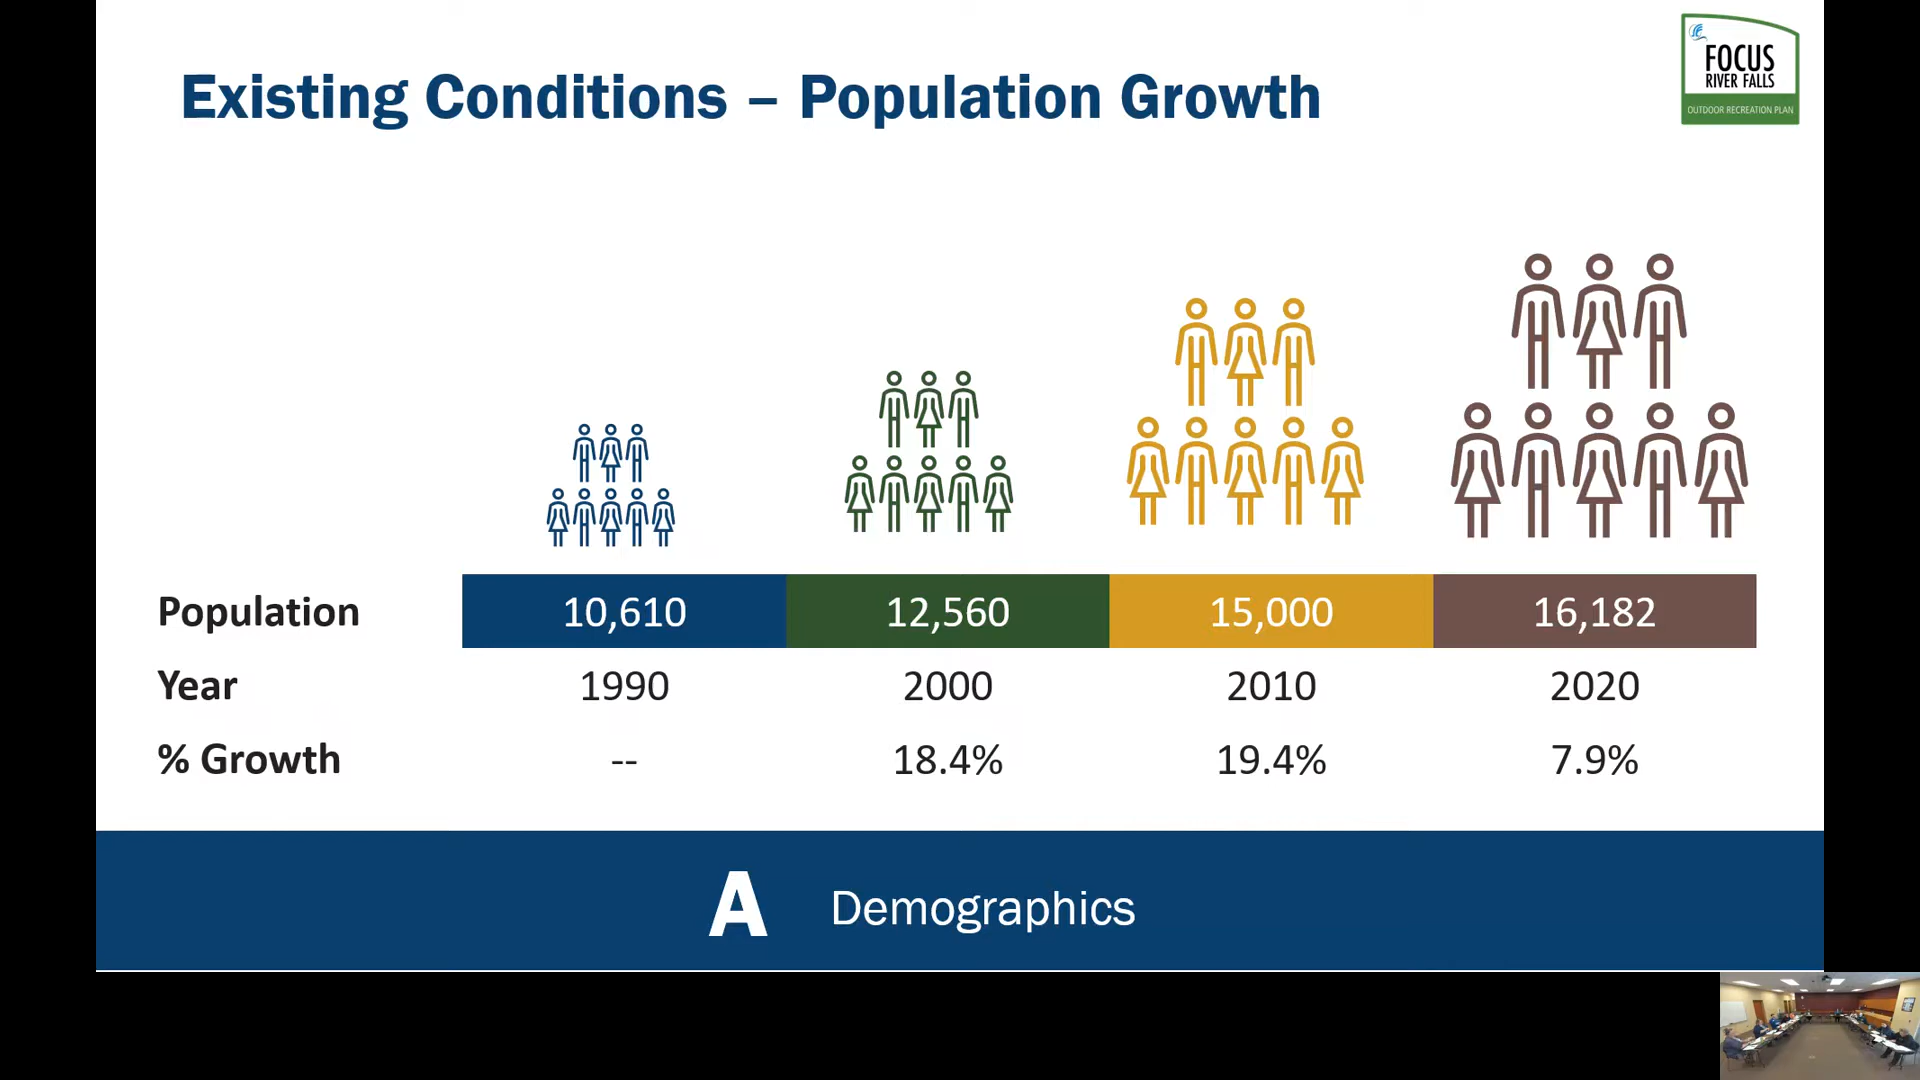 Existing Conditions – Population Growth
FOCUS
RIVER FALLS
OUTDOOR RECREATION PLAN
Population 10,610 12,560 15,000 16,182
Year 1990 2000 2010 2020
% Growth -- 18.4% 19.4% 7.9%
A Demographics